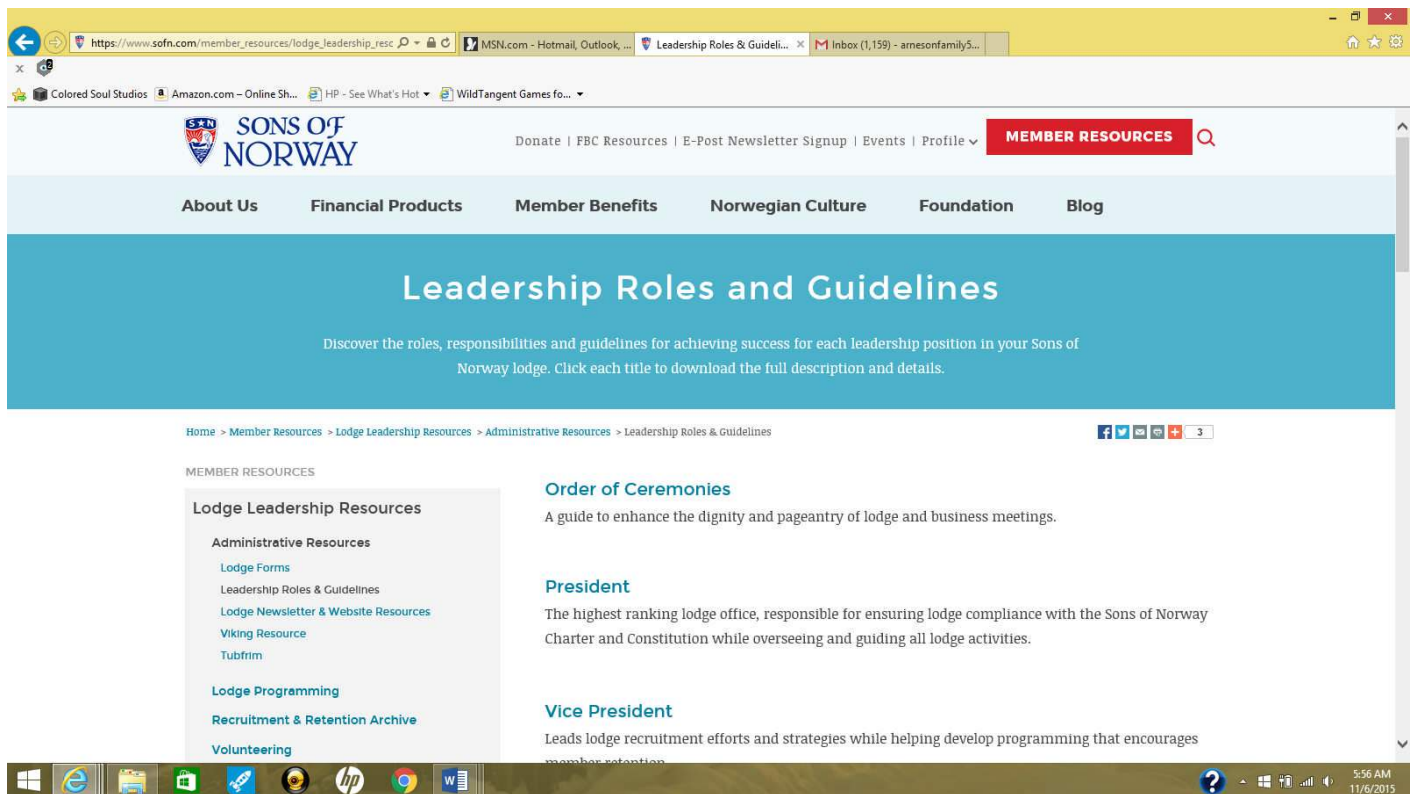 https://www.sofn.com/member_resources/lodge_leadership_resc
MSN.com - Hotmail, Outlook, ...
Leadership Roles & Guideli...
Inbox (1,159) - arnesonfamily5...
Colored Soul Studios
Amazon.com – Online Sh...
HP - See What's Hot
WildTangent Games fo...
S N
SONS OF
NORWAY
Donate | FBC Resources | E-Post Newsletter Signup | Events | Profile
MEMBER RESOURCES
About Us
Financial Products
Member Benefits
Norwegian Culture
Foundation
Blog
Leadership Roles and Guidelines
Discover the roles, responsibilities and guidelines for achieving success for each leadership position in your Sons of
Norway lodge. Click each title to download the full description and details.
Home > Member Resources > Lodge Leadership Resources > Administrative Resources > Leadership Roles & Guidelines
3
MEMBER RESOURCES
Lodge Leadership Resources
Administrative Resources
Lodge Forms
Leadership Roles & Guidelines
Lodge Newsletter & Website Resources
Viking Resource
Tubfrim
Lodge Programming
Recruitment & Retention Archive
Volunteering
Order of Ceremonies
A guide to enhance the dignity and pageantry of lodge and business meetings.
President
The highest ranking lodge office, responsible for ensuring lodge compliance with the Sons of Norway
Charter and Constitution while overseeing and guiding all lodge activities.
Vice President
Leads lodge recruitment efforts and strategies while helping develop programming that encourages
member retention
hp
5:56 AM
11/6/2015